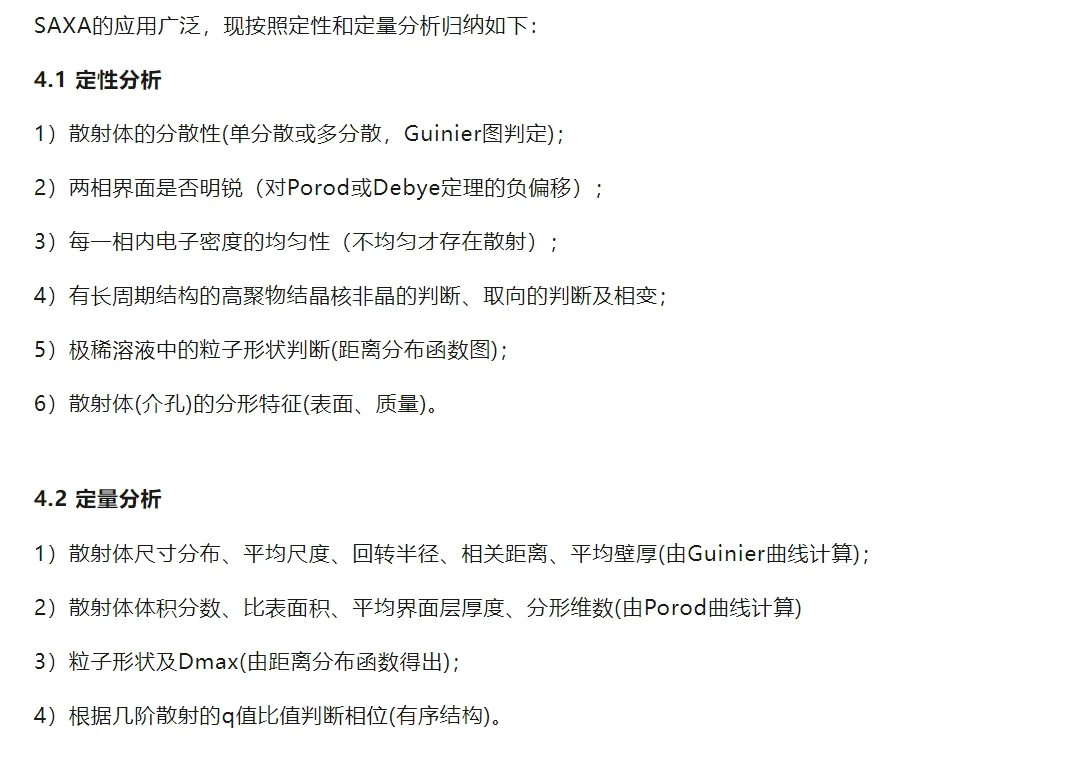 SAXA的应用广泛，现按照定性和定量分析归纳如下：
4.1 定性分析
1）散射体的分散性(单分散或多分散，Guinier图判定)；
2）两相界面是否明锐（对Porod或Debye定理的负偏移）；
3）每一相内电子密度的均匀性（不均匀才存在散射）；
4）有长周期结构的高聚物结晶核非晶的判断、取向的判断及相变；
5）极稀溶液中的粒子形状判断(距离分布函数图)；
6）散射体(介孔)的分形特征(表面、质量)。
4.2 定量分析
1）散射体尺寸分布、平均尺度、回转半径、相关距离、平均壁厚(由Guinier曲线计算)；
2）散射体体积分数、比表面积、平均界面层厚度、分形维数(由Porod曲线计算)
3）粒子形状及Dmax(由距离分布函数得出)；
4）根据几阶散射的q值比值判断相位(有序结构)。